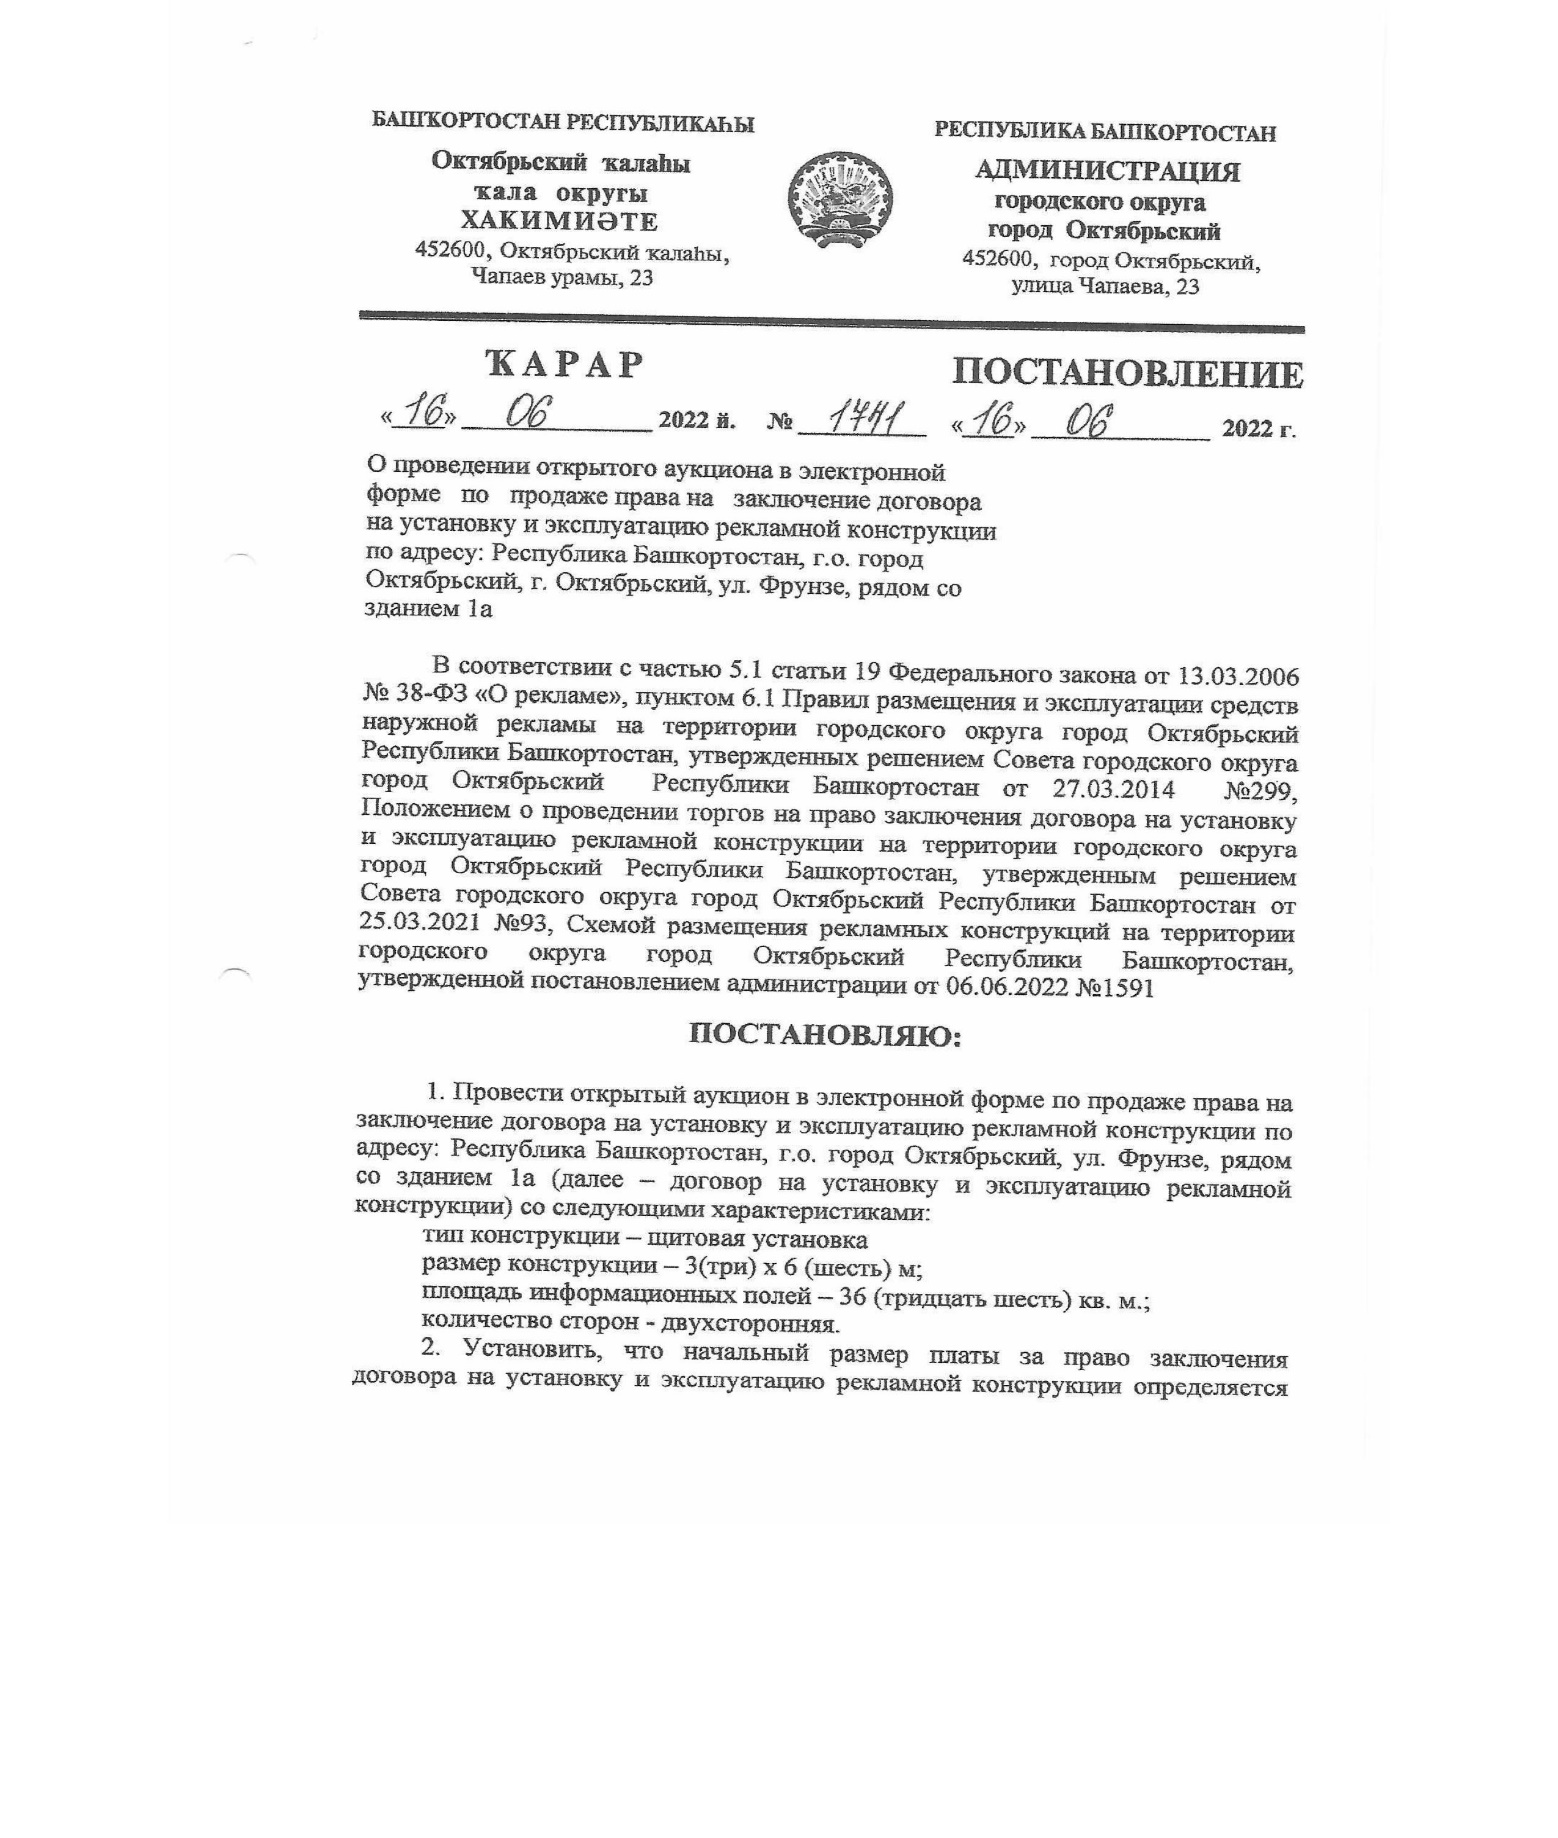 БАШҠОРТОСТАН РЕСПУБЛИКАҺЫ
Октябрьский ҡалаһы
ҡала округы
ХАКИМИӘТЕ
452600, Октябрьский ҡалаһы,
Чапаев урамы, 23
РЕСПУБЛИКА БАШКОРТОСТАН
АДМИНИСТРАЦИЯ
городского округа
город Октябрьский
452600, город Октябрьский,
улица Чапаева, 23
ҠАРАР
ПОСТАНОВЛЕНИЕ
«16» 06 2022 й. № 1741 «16» 06 2022 г.
О проведении открытого аукциона в электронной
форме по продаже права на заключение договора
на установку и эксплуатацию рекламной конструкции
по адресу: Республика Башкортостан, г.о. город
Октябрьский, г. Октябрьский, ул. Фрунзе, рядом со
зданием 1а
В соответствии с частью 5.1 статьи 19 Федерального закона от 13.03.2006
№ 38-ФЗ «О рекламе», пунктом 6.1 Правил размещения и эксплуатации средств
наружной рекламы на территории городского округа город Октябрьский
Республики Башкортостан, утвержденных решением Совета городского округа
город Октябрьский Республики Башкортостан от 27.03.2014 №299,
Положением о проведении торгов на право заключения договора на установку
и эксплуатацию рекламной конструкции на территории городского округа
город Октябрьский Республики Башкортостан, утвержденным решением
Совета городского округа город Октябрьский Республики Башкортостан от
25.03.2021 №93, Схемой размещения рекламных конструкций на территории
городского округа город Октябрьский Республики Башкортостан,
утвержденной постановлением администрации от 06.06.2022 №1591
ПОСТАНОВЛЯЮ:
1. Провести открытый аукцион в электронной форме по продаже права на
заключение договора на установку и эксплуатацию рекламной конструкции по
адресу: Республика Башкортостан, г.о. город Октябрьский, ул. Фрунзе, рядом
со зданием 1а (далее – договор на установку и эксплуатацию рекламной
конструкции) со следующими характеристиками:
тип конструкции – щитовая установка
размер конструкции – 3(три) х 6 (шесть) м;
площадь информационных полей – 36 (тридцать шесть) кв. м.;
количество сторон - двухсторонняя.
2. Установить, что начальный размер платы за право заключения
договора на установку и эксплуатацию рекламной конструкции определяется